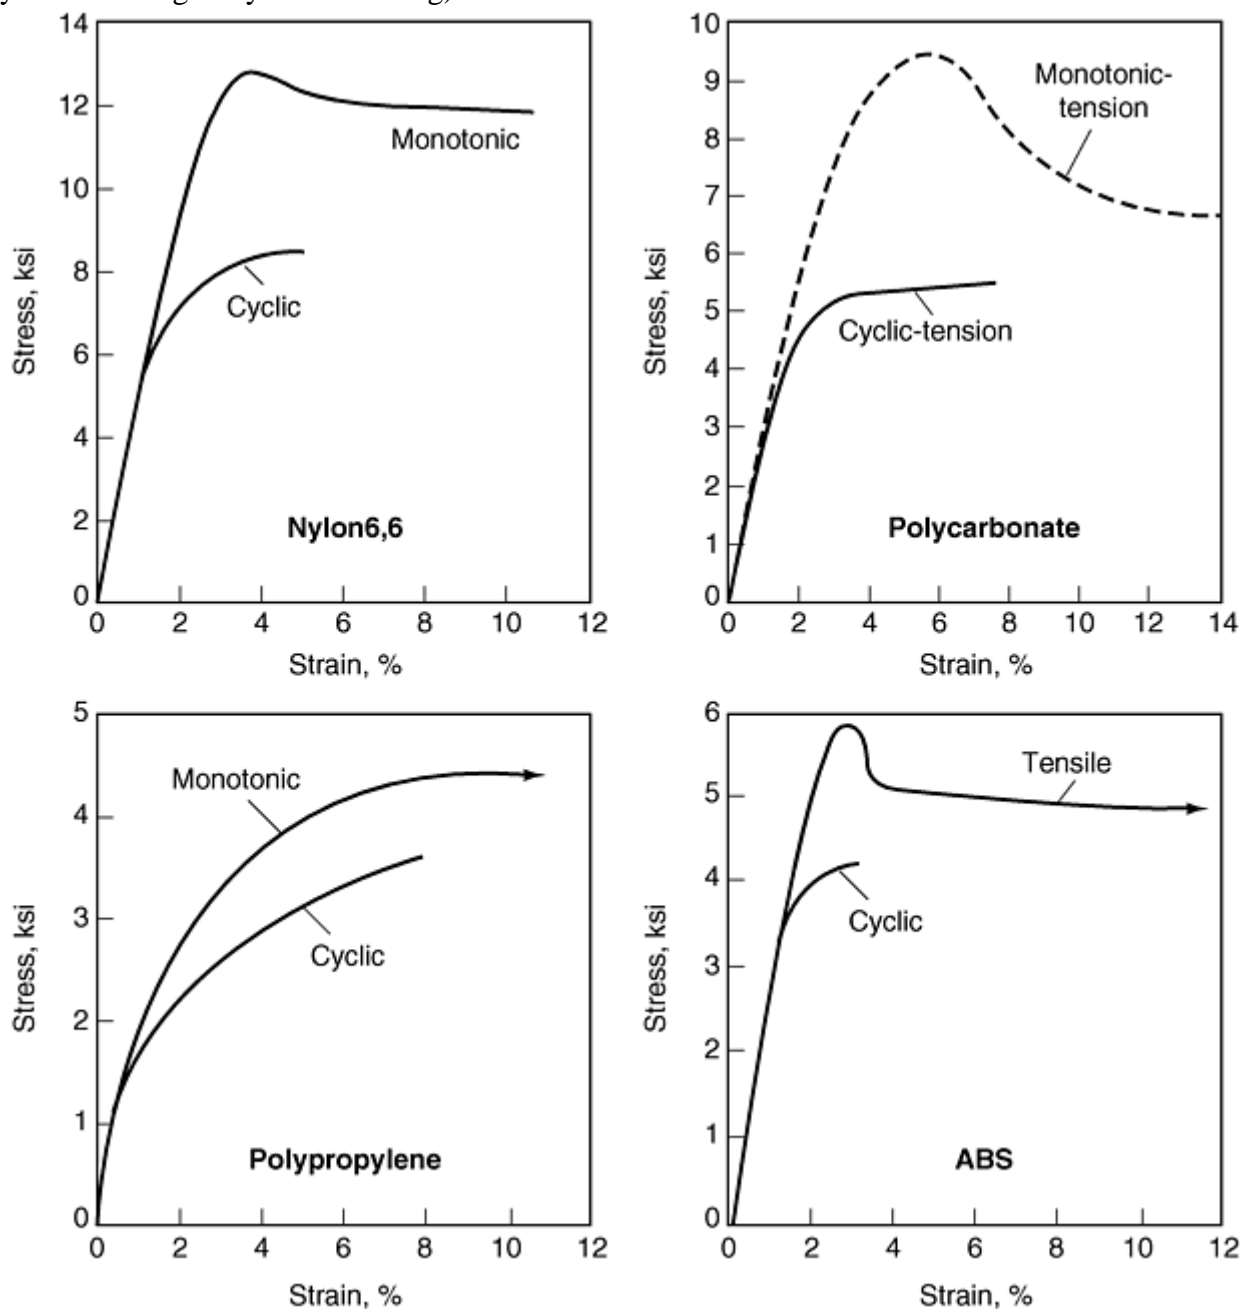 14
12
10
8
6
4
2
0
Stress, ksi
Monotonic
Cyclic
Nylon6,6
0 2 4 6 8 10 12
Strain, %
10
9
8
7
6
5
4
3
2
1
0
Stress, ksi
Monotonic-
tension
Cyclic-tension
Polycarbonate
0 2 4 6 8 10 12 14
Strain, %
5
4
3
2
1
0
Stress, ksi
Monotonic
Cyclic
Polypropylene
0 2 4 6 8 10 12
Strain, %
6
5
4
3
2
1
0
Stress, ksi
Tensile
Cyclic
ABS
0 2 4 6 8 10 12
Strain, %